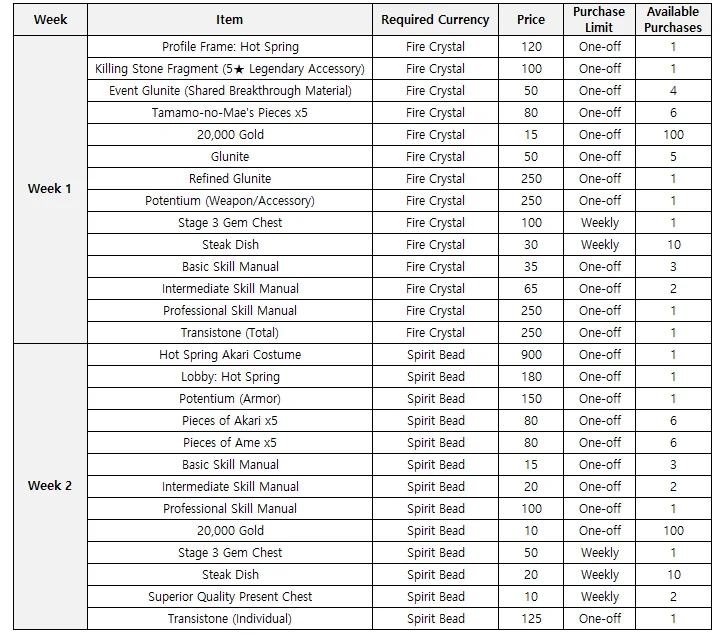 Week Item Required Currency Price Purchase Limit Available Purchases
Week 1
Profile Frame: Hot Spring Fire Crystal 120 One-off 1
Killing Stone Fragment (5★ Legendary Accessory) Fire Crystal 100 One-off 1
Event Glunite (Shared Breakthrough Material) Fire Crystal 50 One-off 4
Tamamo-no-Mae's Pieces x5 Fire Crystal 80 One-off 6
20,000 Gold Fire Crystal 15 One-off 100
Glunite Fire Crystal 50 One-off 5
Refined Glunite Fire Crystal 250 One-off 1
Potentium (Weapon/Accessory) Fire Crystal 250 One-off 1
Stage 3 Gem Chest Fire Crystal 100 Weekly 1
Steak Dish Fire Crystal 30 Weekly 10
Basic Skill Manual Fire Crystal 35 One-off 3
Intermediate Skill Manual Fire Crystal 65 One-off 2
Professional Skill Manual Fire Crystal 250 One-off 1
Transistone (Total) Fire Crystal 250 One-off 1
Week 2
Hot Spring Akari Costume Spirit Bead 900 One-off 1
Lobby: Hot Spring Spirit Bead 180 One-off 1
Potentium (Armor) Spirit Bead 150 One-off 1
Pieces of Akari x5 Spirit Bead 80 One-off 6
Pieces of Ame x5 Spirit Bead 80 One-off 6
Basic Skill Manual Spirit Bead 15 One-off 3
Intermediate Skill Manual Spirit Bead 20 One-off 2
Professional Skill Manual Spirit Bead 100 One-off 1
20,000 Gold Spirit Bead 10 One-off 100
Stage 3 Gem Chest Spirit Bead 50 Weekly 1
Steak Dish Spirit Bead 20 Weekly 10
Superior Quality Present Chest Spirit Bead 10 Weekly 2
Transistone (Individual) Spirit Bead 125 One-off 1